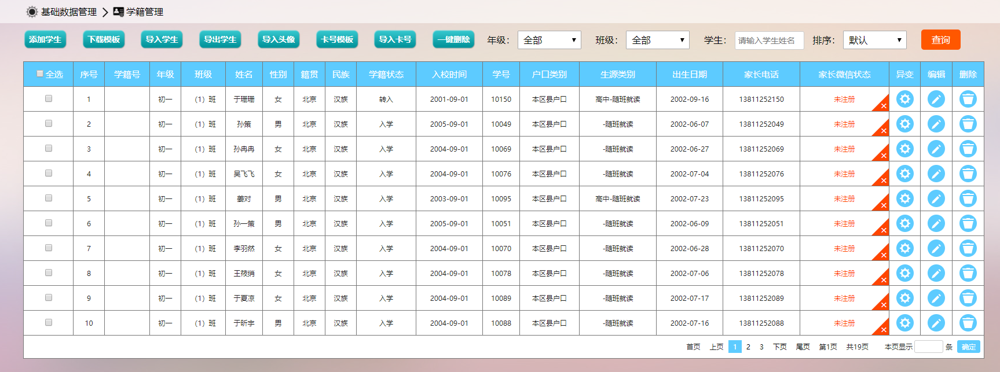 基础数据管理 学籍管理
添加学生 下载模板 导入学生 导出学生 导入头像 卡号模板 导入卡号 一键删除 年级： 全部 班级： 全部 学生： 请输入学生姓名 排序： 默认 查询
全选 序号 学籍号 年级 班级 姓名 性别 籍贯 民族 学籍状态 入校时间 学号 户口类别 生源类别 出生日期 家长电话 家长微信状态 异变 编辑 删除
1 初一 （1）班 于珊珊 女 北京 汉族 转入 2001-09-01 10150 本区县户口 高中-随班就读 2002-09-16 13811252150 未注册
2 初一 （1）班 孙策 男 北京 汉族 入学 2005-09-01 10049 本区县户口 -随班就读 2002-06-07 13811252049 未注册
3 初一 （1）班 孙冉冉 女 北京 汉族 入学 2004-09-01 10069 本区县户口 -随班就读 2002-06-27 13811252069 未注册
4 初一 （1）班 吴飞飞 女 北京 汉族 入学 2004-09-01 10076 本区县户口 -随班就读 2002-07-04 13811252076 未注册
5 初一 （1）班 姜对 男 北京 汉族 入学 2003-09-01 10095 本区县户口 高中-随班就读 2002-07-23 13811252095 未注册
6 初一 （1）班 孙一策 男 北京 汉族 入学 2005-09-01 10051 本区县户口 -随班就读 2002-06-09 13811252051 未注册
7 初一 （1）班 李羽然 女 北京 汉族 入学 2004-09-01 10070 本区县户口 -随班就读 2002-06-28 13811252070 未注册
8 初一 （1）班 王筱绡 女 北京 汉族 入学 2004-09-01 10078 本区县户口 -随班就读 2002-07-06 13811252078 未注册
9 初一 （1）班 于夏凉 女 北京 汉族 入学 2004-09-01 10089 本区县户口 -随班就读 2002-07-17 13811252089 未注册
10 初一 （1）班 于昕宇 男 北京 汉族 入学 2004-09-01 10088 本区县户口 -随班就读 2002-07-16 13811252088 未注册
首页 上页 1 2 3 下页 尾页 第1页 共19页 本页显示 条 确定